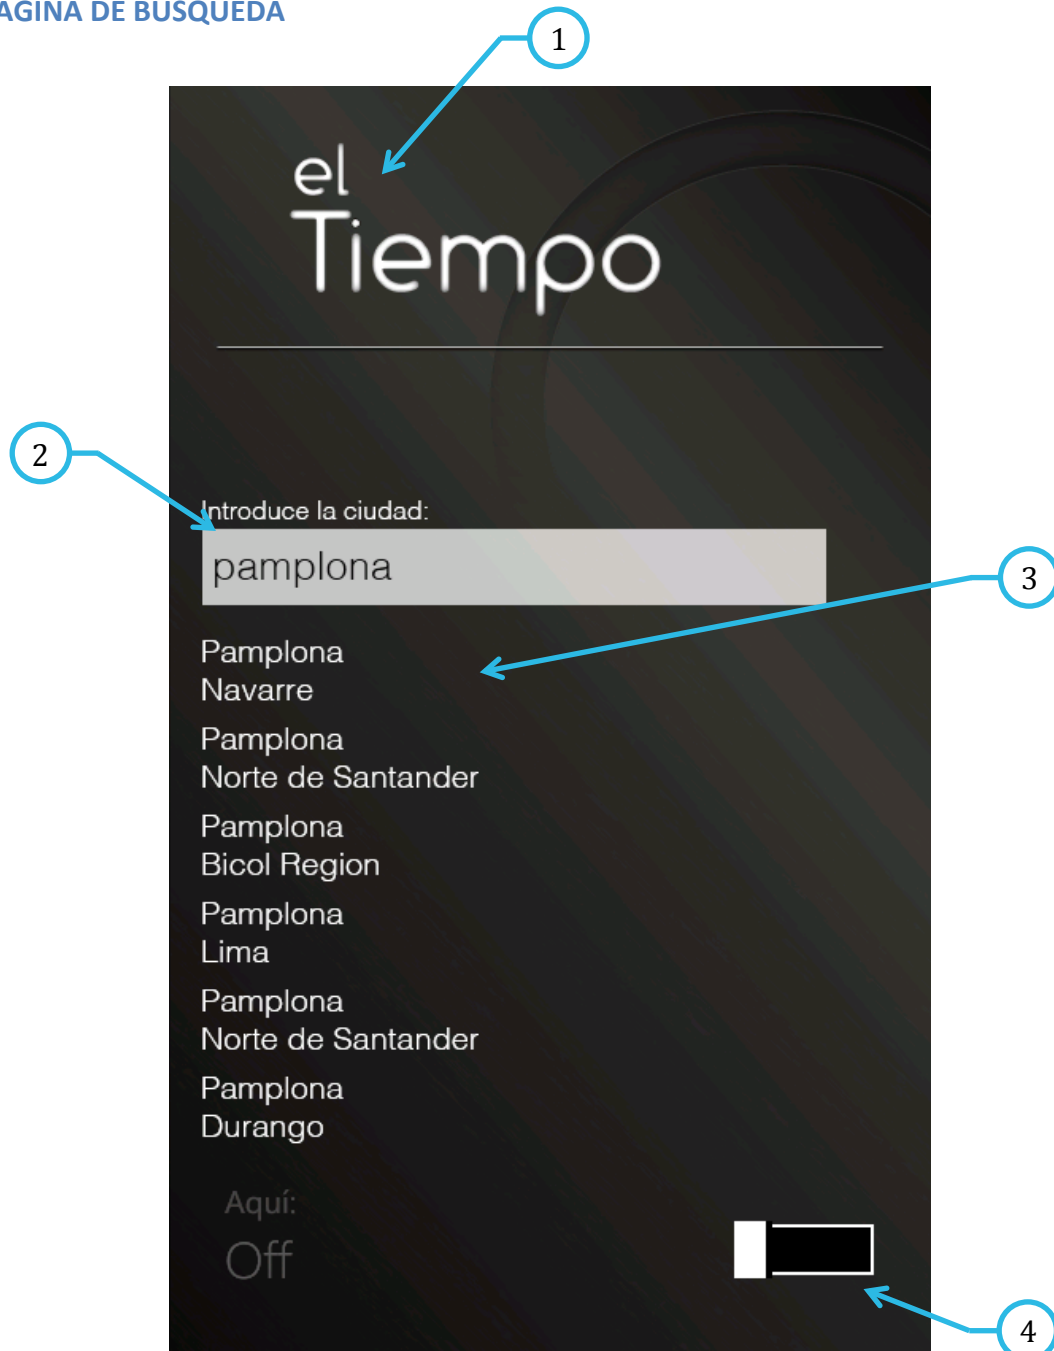 AGINA DE BUSQUEDA
1
el
Tiempo
2
Introduce la ciudad:
pamplona
3
Pamplona
Navarre
Pamplona
Norte de Santander
Pamplona
Bicol Region
Pamplona
Lima
Pamplona
Norte de Santander
Pamplona
Durango
Aquí:
Off
4